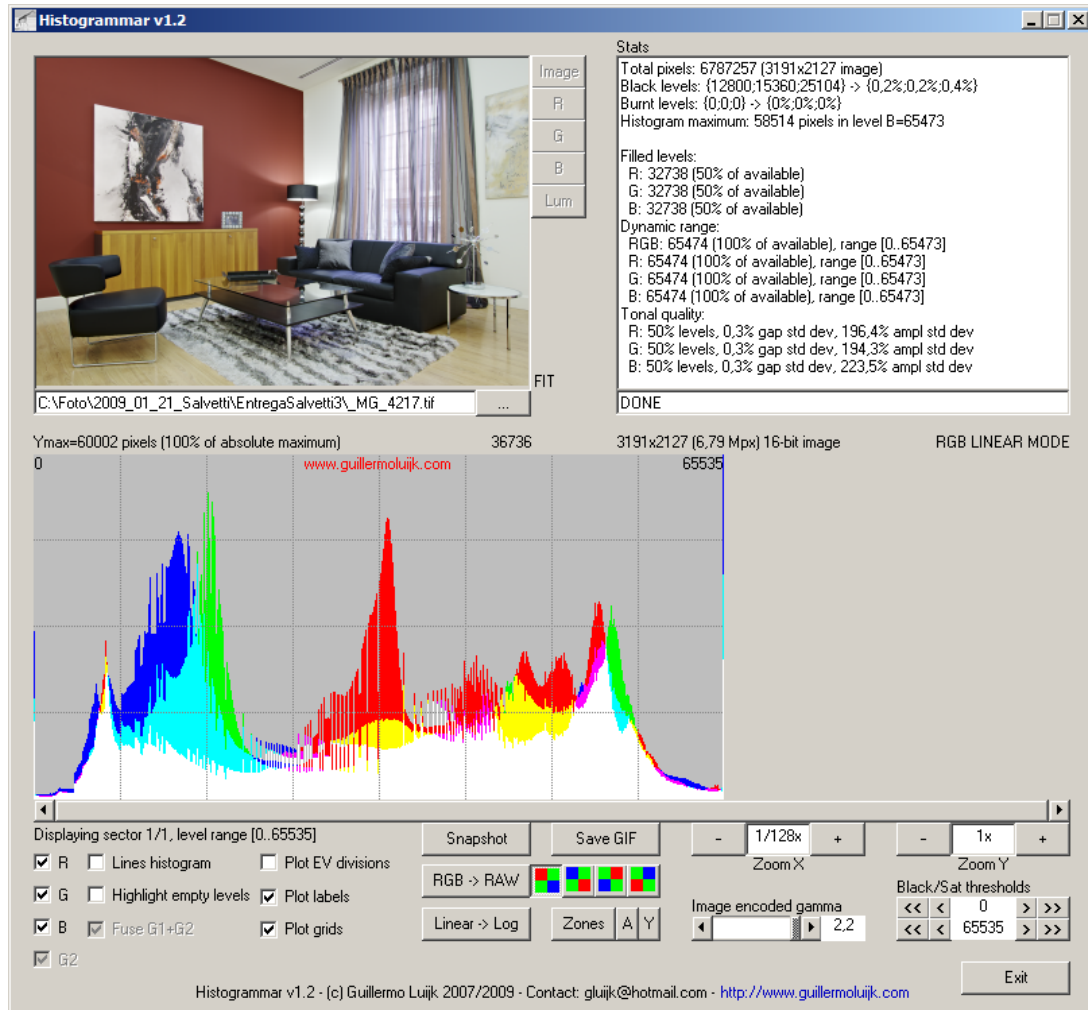 Histogrammar v1.2
Stats
Image
R
G
B
Lum
FIT
C:\Foto\2009_01_21_Salvetti\EntregaSalvetti3\_MG_4217.tif
...
Total pixels: 6787257 (3191x2127 image)
Black levels: {12800;15360;25104} -> {0,2%;0,2%;0,4%}
Burnt levels: {0;0;0} -> {0%;0%;0%}
Histogram maximum: 58514 pixels in level B=65473
Filled levels:
R: 32738 (50% of available)
G: 32738 (50% of available)
B: 32738 (50% of available)
Dynamic range:
RGB: 65474 (100% of available), range [0..65473]
R: 65474 (100% of available), range [0..65473]
G: 65474 (100% of available), range [0..65473]
B: 65474 (100% of available), range [0..65473]
Tonal quality:
R: 50% levels, 0,3% gap std dev, 196,4% ampl std dev
G: 50% levels, 0,3% gap std dev, 194,3% ampl std dev
B: 50% levels, 0,3% gap std dev, 223,5% ampl std dev
DONE
Ymax=60002 pixels (100% of absolute maximum) 36736 3191x2127 (6,79 Mpx) 16-bit image RGB LINEAR MODE
0 www.guillermoluijk.com 65535
Displaying sector 1/1, level range [0..65535]
R Lines histogram Plot EV divisions
G Highlight empty levels Plot labels
B Fuse G1+G2 Plot grids
G2
Snapshot Save GIF
RGB -> RAW
Linear -> Log Zones A Y
- 1/128x +
Zoom X
- 1x +
Zoom Y
Image encoded gamma
2,2
Black/Sat thresholds
<< < 0 > >>
<< < 65535 > >>
Exit
Histogrammar v1.2 - (c) Guillermo Luijk 2007/2009 - Contact: gluijk@hotmail.com - http://www.guillermoluijk.com